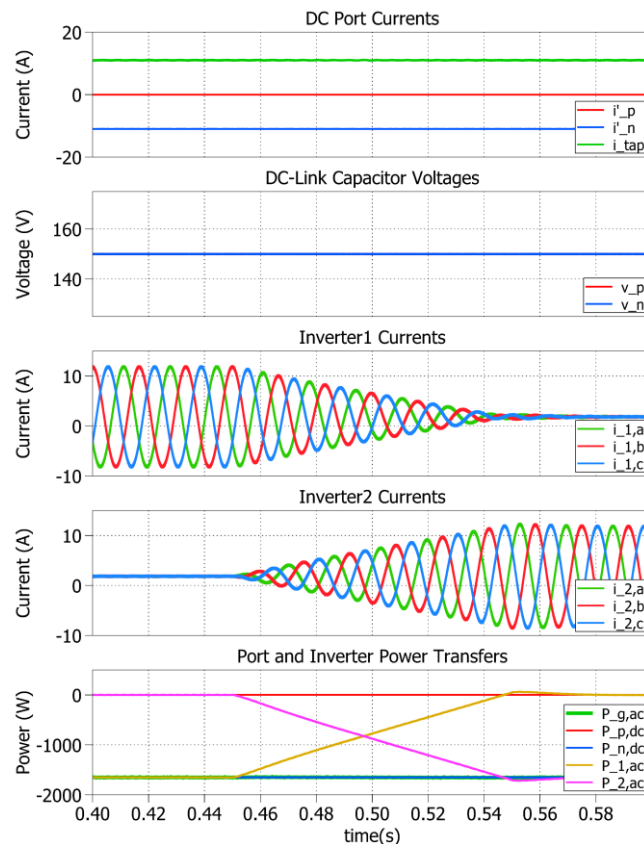 DC Port Currents
20
0
-20
Current (A)
i'_p
i'_n
i_tap
DC-Link Capacitor Voltages
160
140
Voltage (V)
v_p
v_n
Inverter1 Currents
10
0
-10
Current (A)
i_1,a
i_1,b
i_1,c
Inverter2 Currents
10
0
-10
Current (A)
i_2,a
i_2,b
i_2,c
Port and Inverter Power Transfers
0
-1000
-2000
Power (W)
P_g,ac
P_p,dc
P_n,dc
P_1,ac
P_2,ac
0.40 0.42 0.44 0.46 0.48 0.50 0.52 0.54 0.56 0.58
time(s)